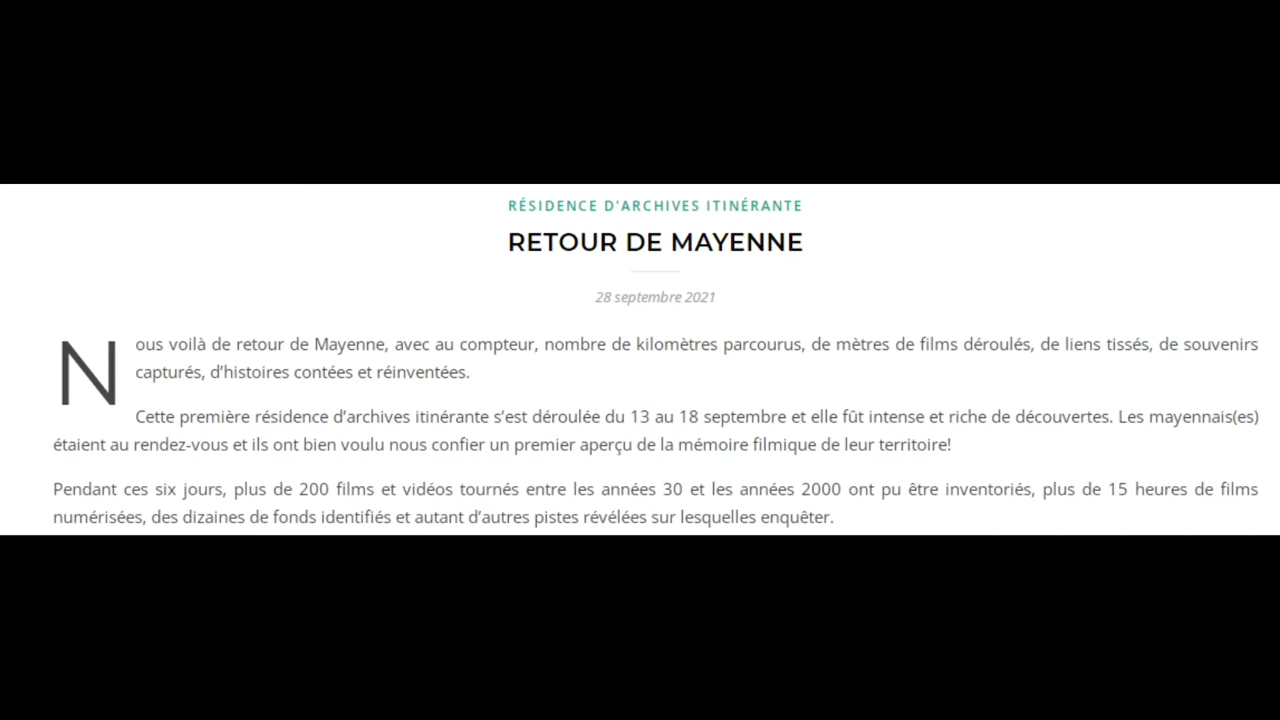 RÉSIDENCE D'ARCHIVES ITINÉRANTE
RETOUR DE MAYENNE
28 septembre 2021
Nous voilà de retour de Mayenne, avec au compteur, nombre de kilomètres parcourus, de mètres de films déroulés, de liens tissés, de souvenirs
capturés, d’histoires contées et réinventées.
Cette première résidence d’archives itinérante s’est déroulée du 13 au 18 septembre et elle fût intense et riche de découvertes. Les mayennais(es)
étaient au rendez-vous et ils ont bien voulu nous confier un premier aperçu de la mémoire filmique de leur territoire!
Pendant ces six jours, plus de 200 films et vidéos tournés entre les années 30 et les années 2000 ont pu être inventoriés, plus de 15 heures de films
numérisées, des dizaines de fonds identifiés et autant d’autres pistes révélées sur lesquelles enquêter.